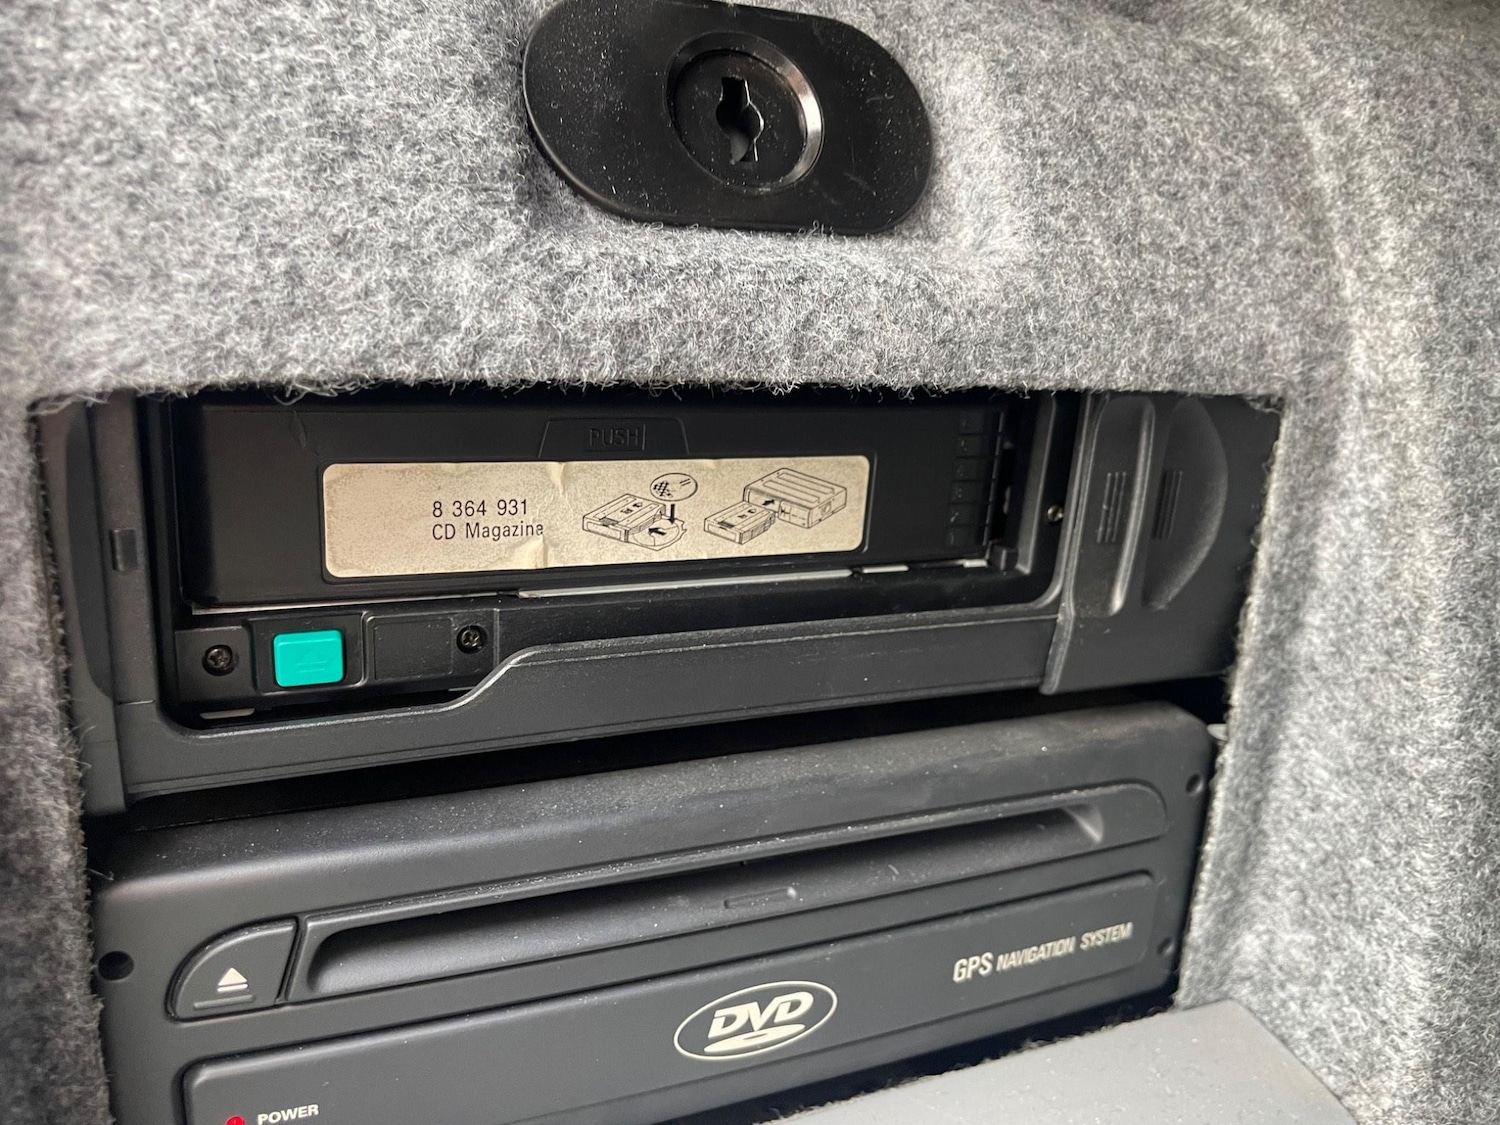 PUSH
8 364 931
CD Magazine
GPS NAVIGATION SYSTEM
DVD
POWER